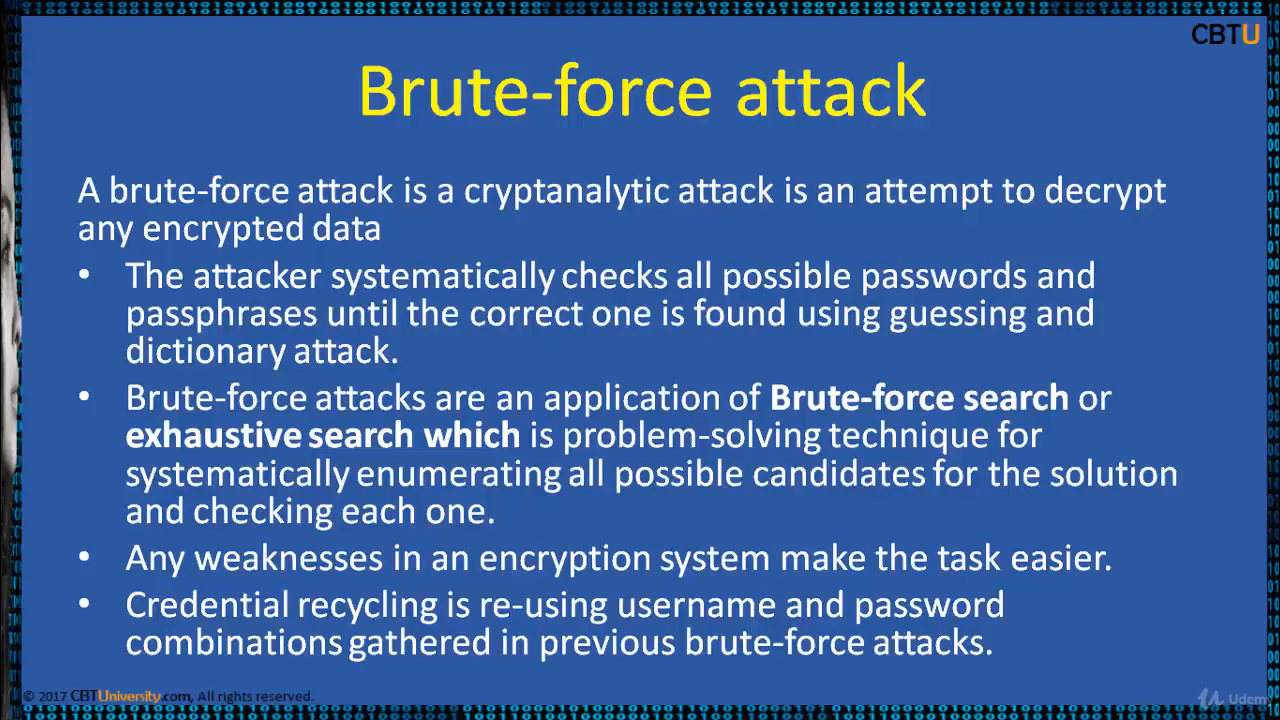 CBTU
Brute-force attack
A brute-force attack is a cryptanalytic attack is an attempt to decrypt
any encrypted data
• The attacker systematically checks all possible passwords and
passphrases until the correct one is found using guessing and
dictionary attack.
• Brute-force attacks are an application of Brute-force search or
exhaustive search which is problem-solving technique for
systematically enumerating all possible candidates for the solution
and checking each one.
• Any weaknesses in an encryption system make the task easier.
• Credential recycling is re-using username and password
combinations gathered in previous brute-force attacks.
© 2017 CBTUniversity.com, All rights reserved.
Udemy